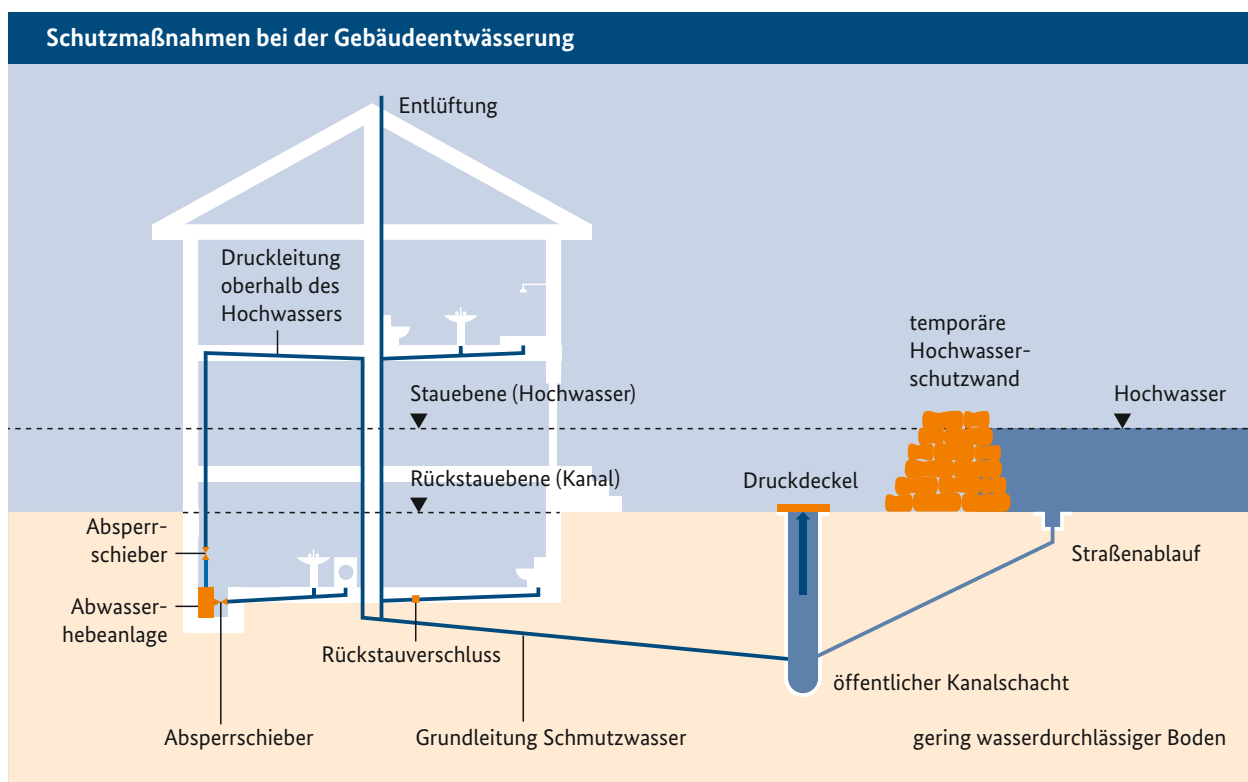 Schutzmaßnahmen bei der Gebäudeentwässerung
Entlüftung
Druckleitung
oberhalb des
Hochwassers
temporäre
Hochwasser-
schutzwand
Stauebene (Hochwasser)
Hochwasser
Rückstauebene (Kanal)
Druckdeckel
Absperr-
schieber
Straßenablauf
Abwasser-
hebeanlage
Rückstauverschluss
öffentlicher Kanalschacht
Absperrschieber
Grundleitung Schmutzwasser
gering wasserdurchlässiger Boden